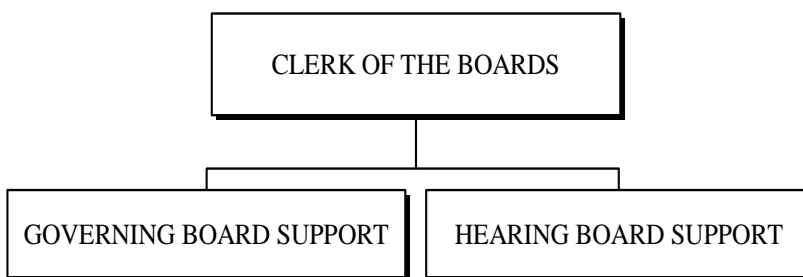 CLERK OF THE BOARDS
GOVERNING BOARD SUPPORT
HEARING BOARD SUPPORT